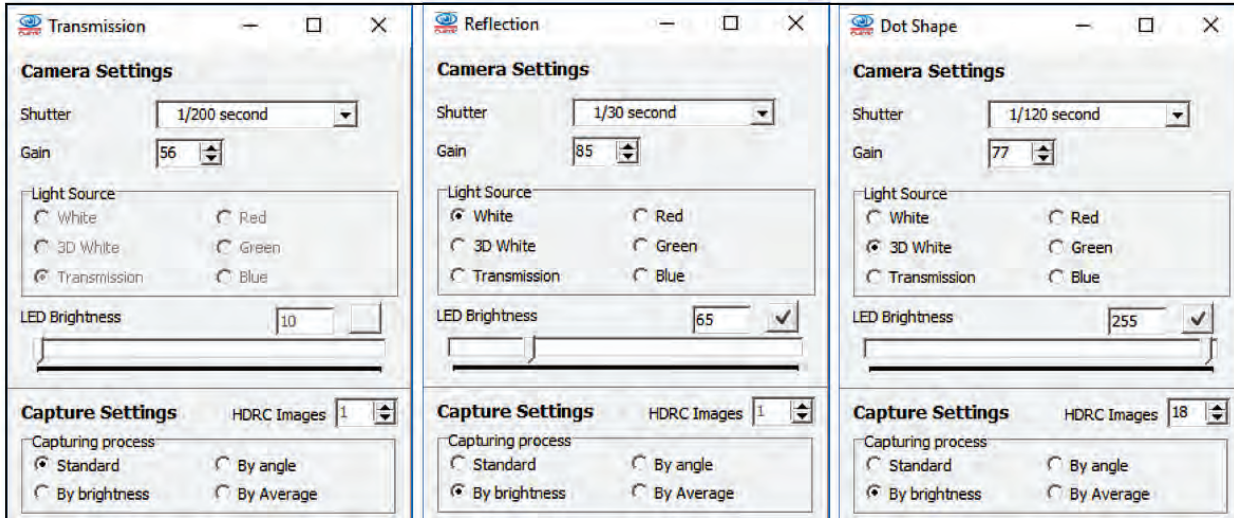 Transmission
Camera Settings
Shutter 1/200 second
Gain 56
Light Source
White Red
3D White Green
Transmission Blue
LED Brightness 10
Capture Settings HDRC Images 1
Capturing process
Standard By angle
By brightness By Average
Reflection
Camera Settings
Shutter 1/30 second
Gain 85
Light Source
White Red
3D White Green
Transmission Blue
LED Brightness 65
Capture Settings HDRC Images 1
Capturing process
Standard By angle
By brightness By Average
Dot Shape
Camera Settings
Shutter 1/120 second
Gain 77
Light Source
White Red
3D White Green
Transmission Blue
LED Brightness 255
Capture Settings HDRC Images 18
Capturing process
Standard By angle
By brightness By Average